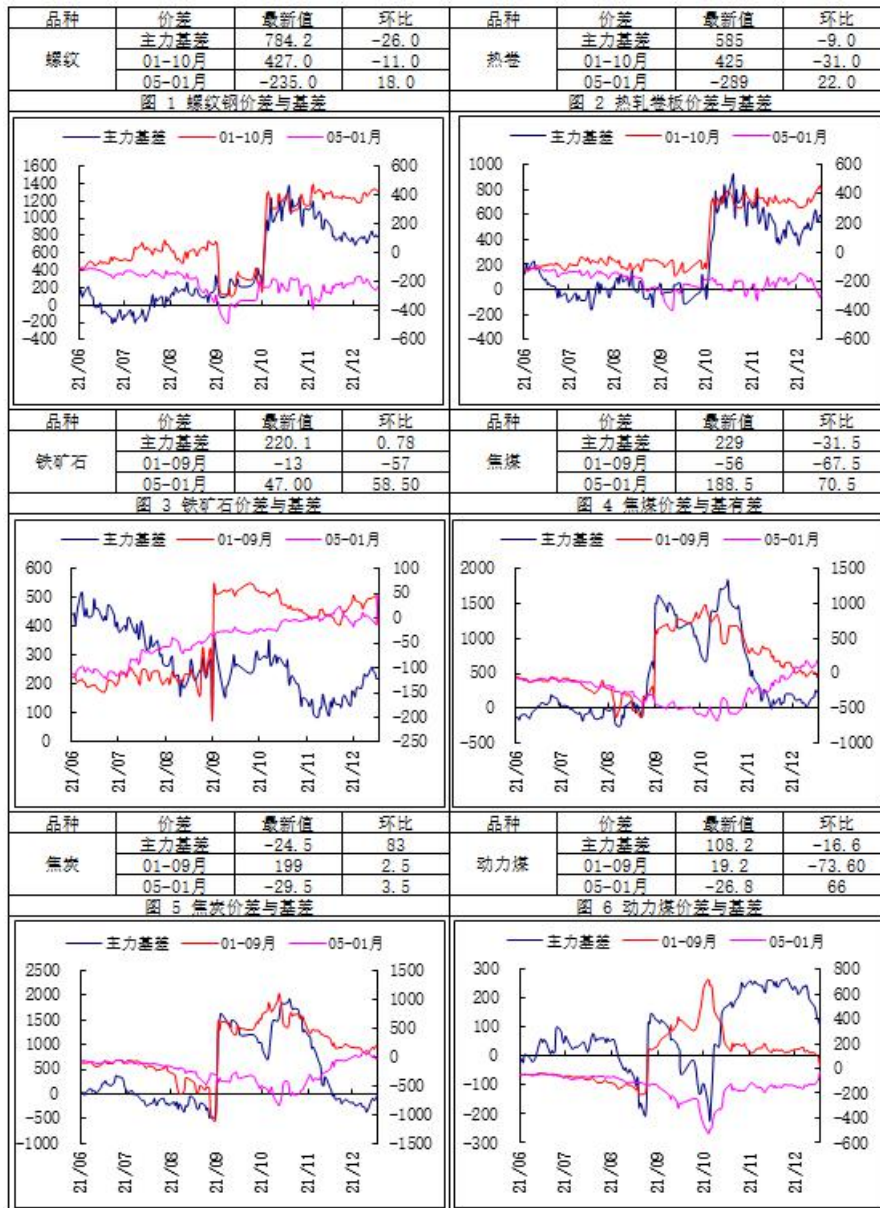 品种 价差 最新值 环比
螺纹 主力基差 784.2 -26.0
01-10月 427.0 -11.0
05-01月 -235.0 18.0
图 1 螺纹钢价差与基差
主力基差 01-10月 05-01月
1600 600
1400 400
1200 200
1000 0
800 -200
600 -400
400 -600
200
0
-200
-400
21/06 21/07 21/08 21/09 21/10 21/11 21/12
品种 价差 最新值 环比
热卷 主力基差 585 -9.0
01-10月 425 -31.0
05-01月 -289 22.0
图 2 热轧卷板价差与基差
主力基差 01-10月 05-01月
1000 600
800 400
600 200
400 0
200 -200
0 -400
-200 -600
-400
21/06 21/07 21/08 21/09 21/10 21/11 21/12
品种 价差 最新值 环比
铁矿石 主力基差 220.1 0.78
01-09月 -13 -57
05-01月 47.00 58.50
图 3 铁矿石价差与基差
主力基差 01-09月 05-01月
600 100
500 50
400 0
300 -50
200 -100
100 -150
0 -200
-250
21/06 21/07 21/08 21/09 21/10 21/11 21/12
品种 价差 最新值 环比
焦煤 主力基差 229 -31.5
01-09月 -56 -67.5
05-01月 188.5 70.5
图 4 焦煤价差与基有差
主力基差 01-09月 05-01月
2000 1500
1500 1000
1000 500
500 0
0 -500
-500 -1000
21/06 21/07 21/08 21/09 21/10 21/11 21/12
品种 价差 最新值 环比
焦炭 主力基差 -24.5 83
01-09月 199 2.5
05-01月 -29.5 3.5
图 5 焦炭价差与基差
主力基差 01-09月 05-01月
2500 1500
2000 1000
1500 500
1000 0
500 -500
0 -1000
-500 -1500
-1000
21/06 21/07 21/08 21/09 21/10 21/11 21/12
品种 价差 最新值 环比
动力煤 主力基差 108.2 -16.6
01-09月 19.2 -73.60
05-01月 -26.8 66
图 6 动力煤价差与基差
主力基差 01-09月 05-01月
300 800
200 600
100 400
0 200
-100 0
-200 -200
-300 -400
-600
21/06 21/07 21/08 21/09 21/10 21/11 21/12